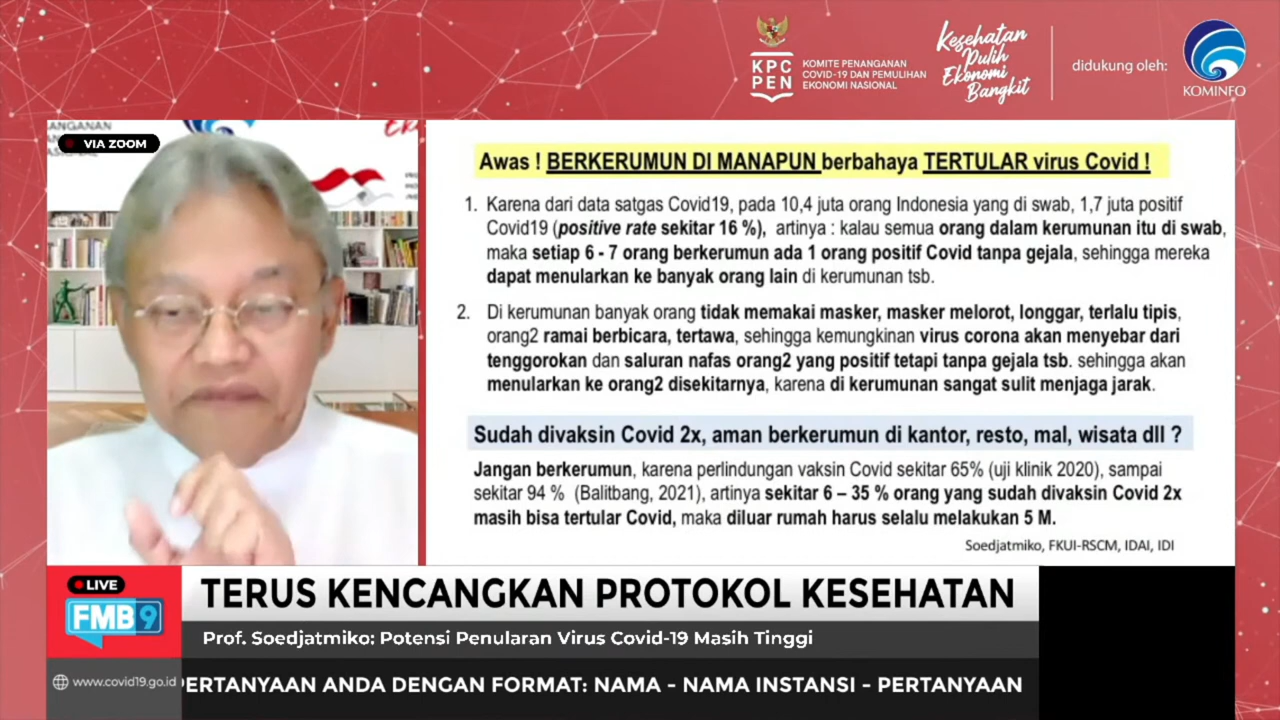 KPC
PEN
KOMITE PENANGANAN
COVID-19 DAN PEMULIHAN
EKONOMI NASIONAL
Kesehatan
Pulih
Ekonomi
Bangkit
didukung oleh:
KOMINFO
VIA ZOOM
Awas ! BERKERUMUN DI MANAPUN berbahaya TERTULAR virus Covid !
1. Karena dari data satgas Covid19, pada 10,4 juta orang Indonesia yang di swab, 1,7 juta positif
Covid19 (positive rate sekitar 16 %), artinya : kalau semua orang dalam kerumunan itu di swab,
maka setiap 6 - 7 orang berkerumun ada 1 orang positif Covid tanpa gejala, sehingga mereka
dapat menularkan ke banyak orang lain di kerumunan tsb.
2. Di kerumunan banyak orang tidak memakai masker, masker melorot, longgar, terlalu tipis,
orang2 ramai berbicara, tertawa, sehingga kemungkinan virus corona akan menyebar dari
tenggorokan dan saluran nafas orang2 yang positif tetapi tanpa gejala tsb. sehingga akan
menularkan ke orang2 disekitarnya, karena di kerumunan sangat sulit menjaga jarak.
Sudah divaksin Covid 2x, aman berkerumun di kantor, resto, mal, wisata dll ?
Jangan berkerumun, karena perlindungan vaksin Covid sekitar 65% (uji klinik 2020), sampai
sekitar 94 % (Balitbang, 2021), artinya sekitar 6 – 35 % orang yang sudah divaksin Covid 2x
masih bisa tertular Covid, maka diluar rumah harus selalu melakukan 5 M.
Soedjatmiko, FKUI-RSCM, IDAI, IDI
LIVE
FMB9
TERUS KENCANGKAN PROTOKOL KESEHATAN
Prof. Soedjatmiko: Potensi Penularan Virus Covid-19 Masih Tinggi
www.covid19.go.id
PERTANYAAN ANDA DENGAN FORMAT: NAMA - NAMA INSTANSI - PERTANYAAN